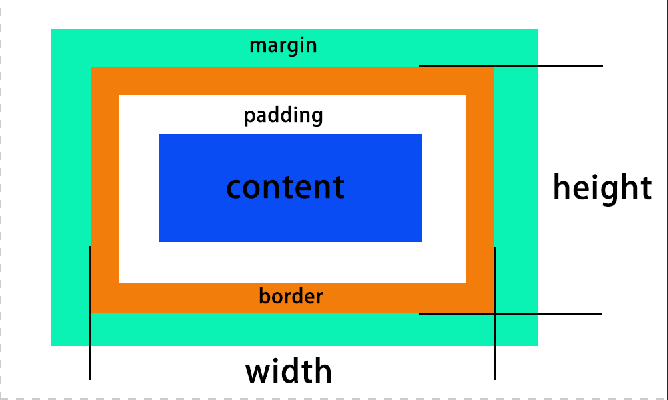 margin
padding
content
height
border
width